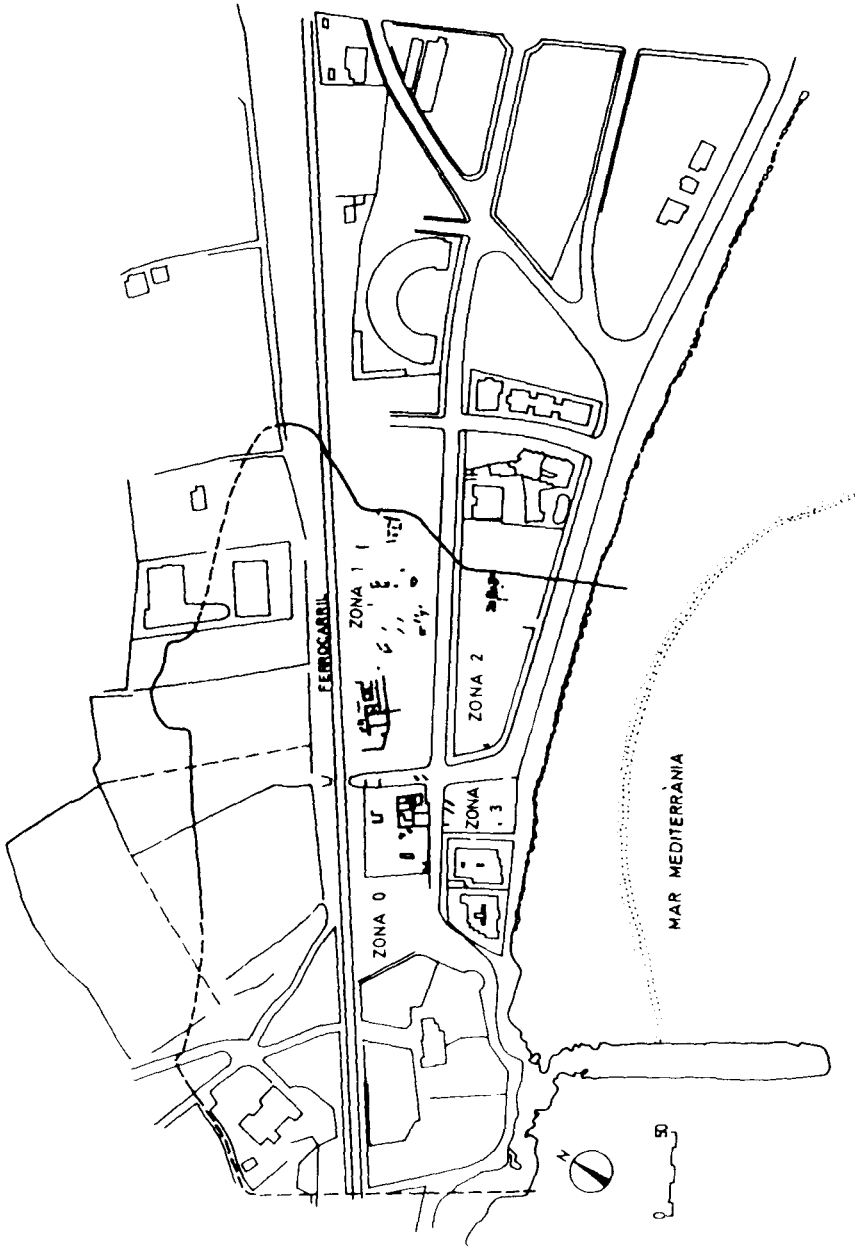 FERROCARRIL
ZONA 0
ZONA 1
ZONA 2
ZONA
3
MAR MEDITERRÀNIA
N
0 50